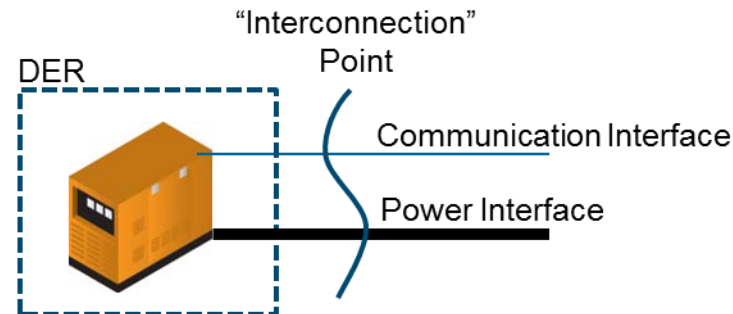 “Interconnection”
Point
DER
Communication Interface
Power Interface